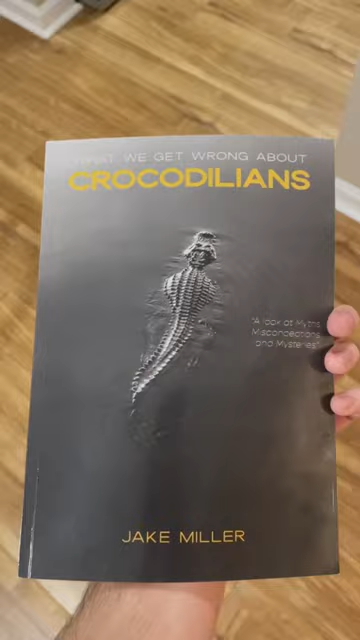 WHAT WE GET WRONG ABOUT
CROCODILIANS
"A look at Myths
Misconceptions
and Mysteries"
JAKE MILLER